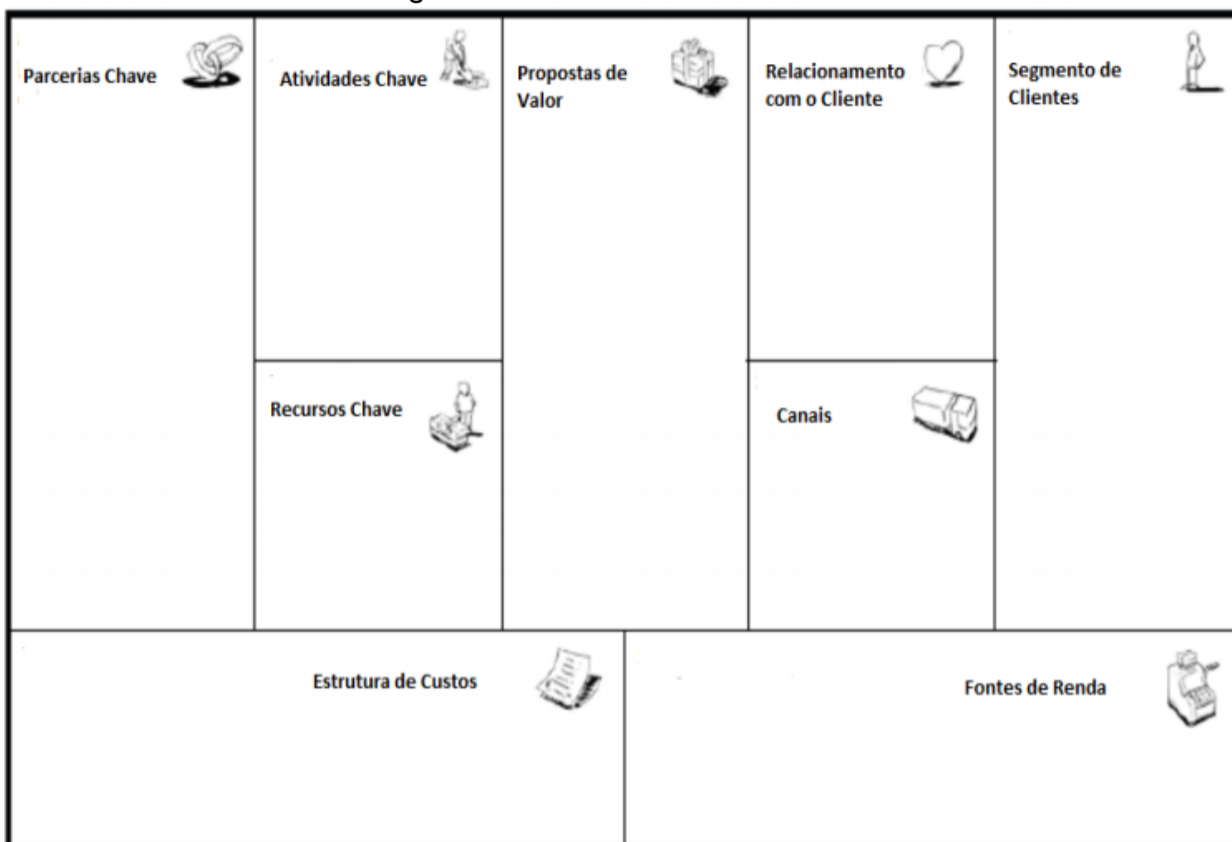 Parcerias Chave
Atividades Chave
Propostas de
Valor
Relacionamento
com o Cliente
Segmento de
Clientes
Recursos Chave
Canais
Estrutura de Custos
Fontes de Renda